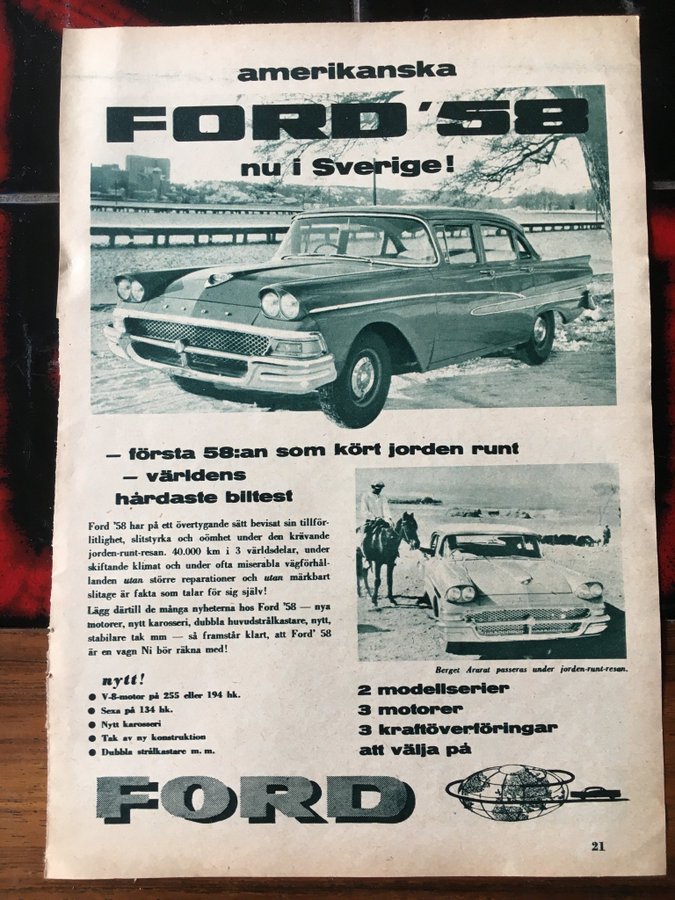 amerikanska
FORD '58
nu i Sverige!
FORD
– första 58:an som kört jorden runt
– världens
hårdaste biltest
Ford '58 har på ett övertygande sätt bevisat sin tillför-
litlighet, slitstyrka och oömhet under den krävande
jorden-runt-resan. 40.000 km i 3 världsdelar, under
skiftande klimat och under ofta miserabla vägförhål-
landen utan större reparationer och utan märkbart
slitage är fakta som talar för sig själv!
Lägg därtill de många nyheterna hos Ford '58 — nya
motorer, nytt karosseri, dubbla huvudstrålkastare, nytt,
stabilare tak mm — så framstår klart, att Ford' 58
är en vagn Ni bör räkna med!
Berget Ararat passeras under jorden-runt-resan.
nytt!
● V-8-motor på 255 eller 194 hk.
● Sexa på 134 hk.
● Nytt karosseri
● Tak av ny konstruktion
● Dubbla strålkastare m. m.
2 modellserier
3 motorer
3 kraftöverföringar
att välja på
FORD
21